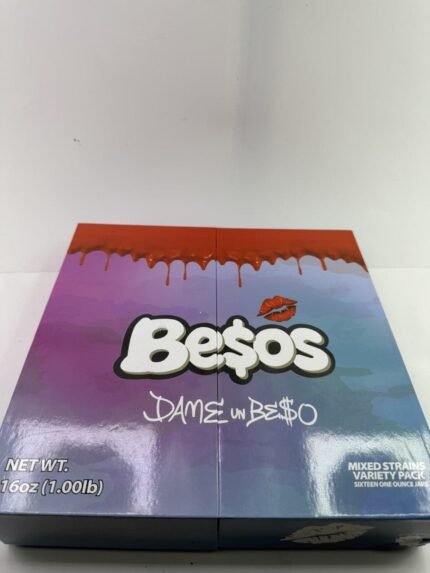 Be$os
DAME UN BE$O
NET WT.
16oz (1.00lb)
MIXED STRAINS
VARIETY PACK
SIXTEEN ONE OUNCE JARS